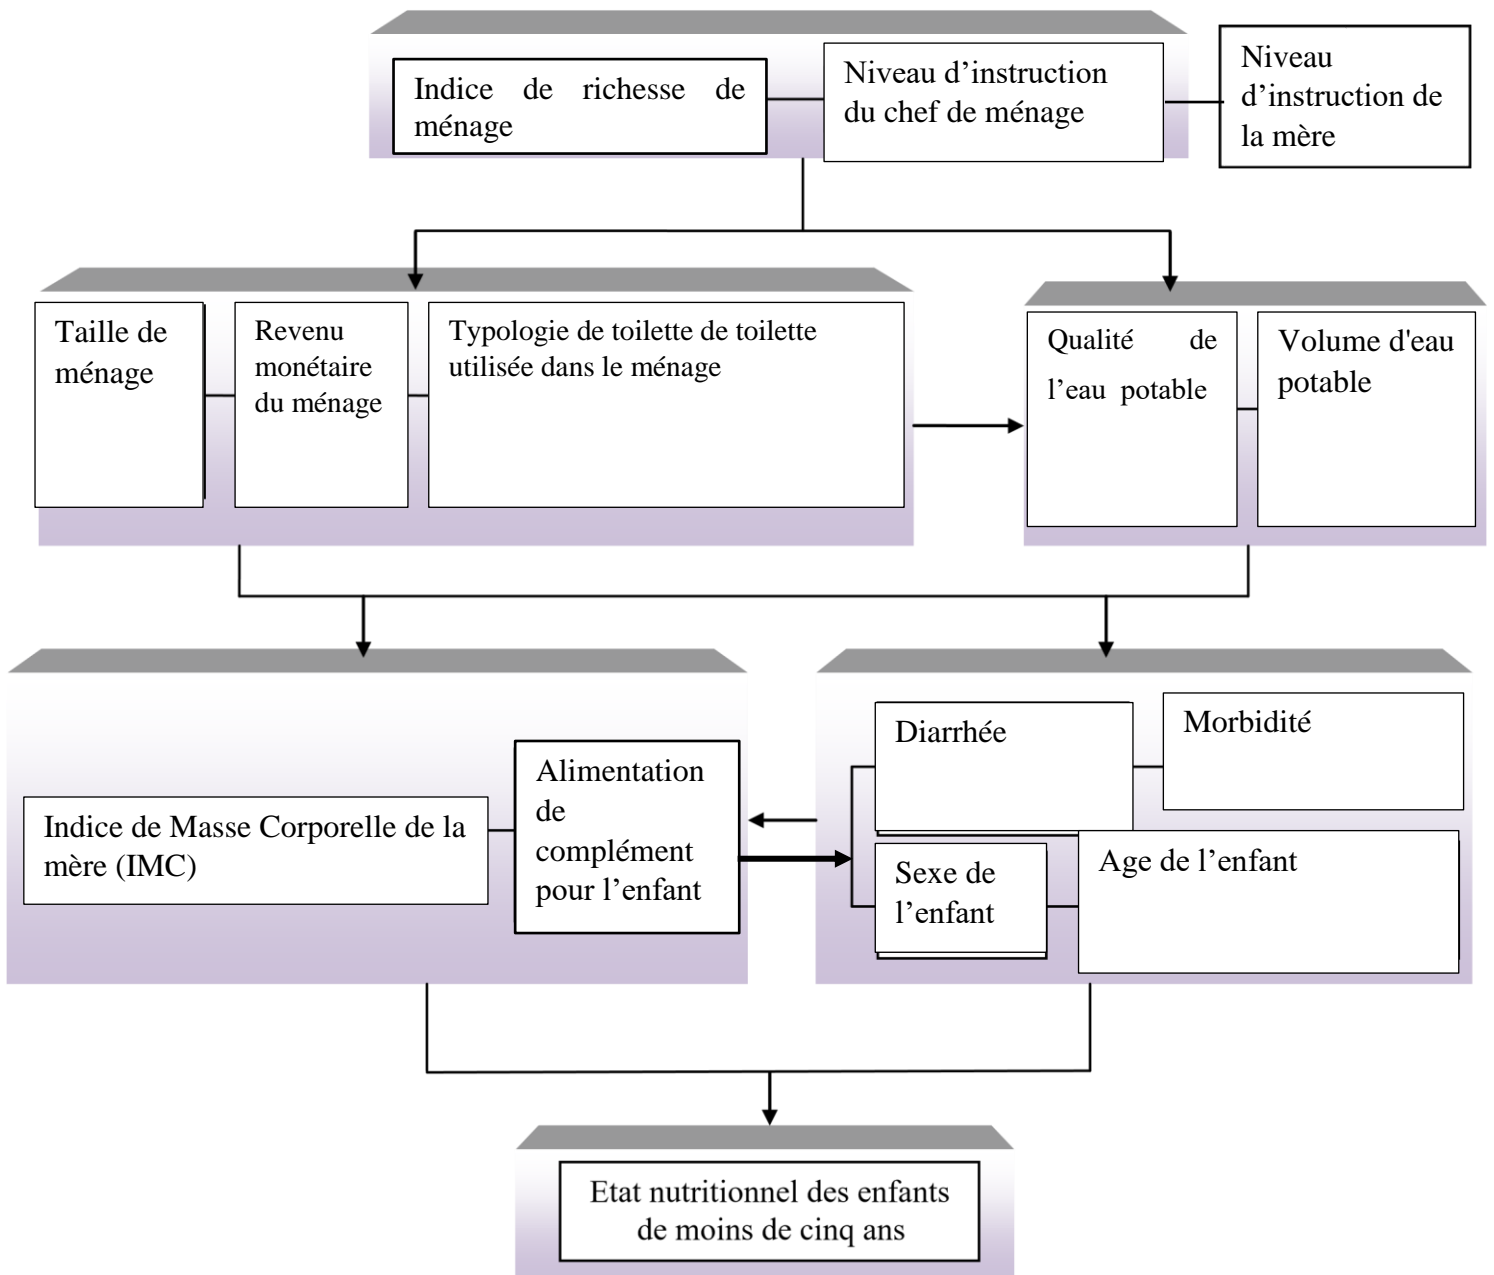 Indice de richesse de
ménage
Niveau d’instruction
du chef de ménage
Niveau
d’instruction de
la mère
Taille de
ménage
Revenu
monétaire
du ménage
Typologie de toilette de toilette
utilisée dans le ménage
Qualité de
l’eau potable
Volume d'eau
potable
Indice de Masse Corporelle de la
mère (IMC)
Alimentation
de
complément
pour l’enfant
Diarrhée
Morbidité
Sexe de
l’enfant
Age de l’enfant
Etat nutritionnel des enfants
de moins de cinq ans